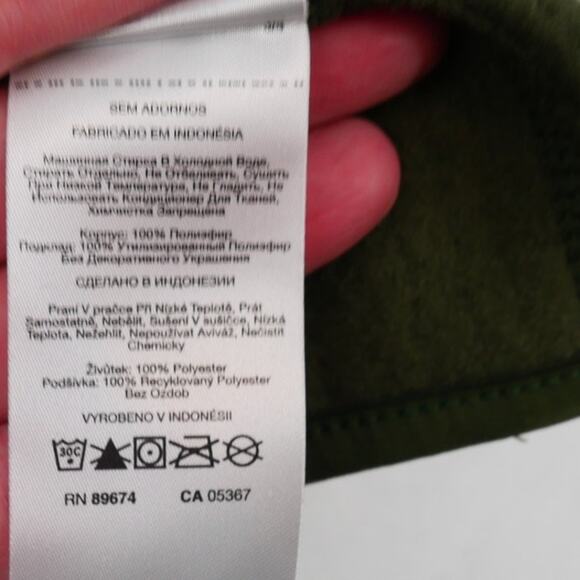 SEM ADORNOS
FABRICADO EM INDONÉSIA
Машинная Стирка В Холодной Воде,
Стирать Отдельно, Не Отбеливать, Сушить
При Низкой Температуре, Не Гладить, Не
Использовать Кондиционер Для Тканей,
Химчистка Запрещена
Корпус: 100% Полиэфир
Подклад: 100% Утилизированный Полиэфир
Без Декоративного Украшения
СДЕЛАНО В ИНДОНЕЗИИ
Praní V pračce Při Nízké Teplotě, Prát
Samostatně, Nebělit, Sušení V sušičce, Nízká
Teplota, Nežehlit, Nepoužívat Aviváž, Nečistit
Chemicky
Živůtek: 100% Polyester
Podšívka: 100% Recyklovaný Polyester
Bez Ozdob
VYROBENO V INDONÉSII
30C
RN 89674 CA 05367